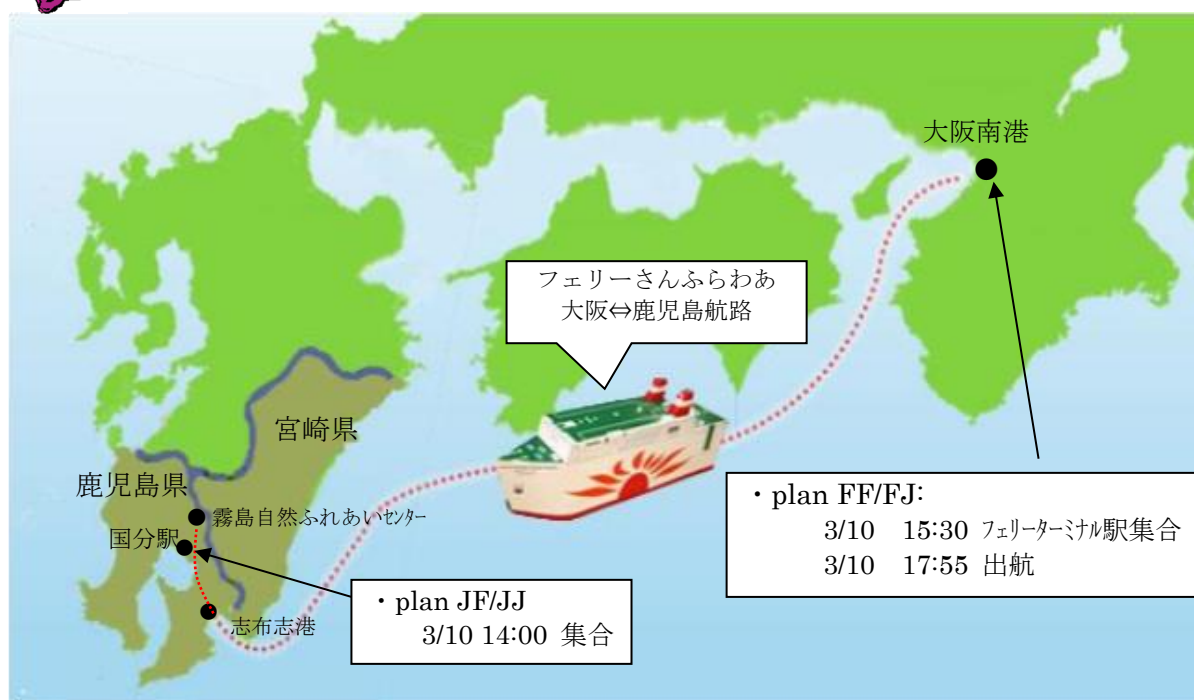 大阪南港
フェリーさんふらわあ
大阪⇔鹿児島航路
宮崎県
鹿児島県
霧島自然ふれあいセンター
国分駅
志布志港
・plan JF/JJ
3/10 14:00 集合
・plan FF/FJ:
3/10 15:30 フェリーターミナル駅集合
3/10 17:55 出航